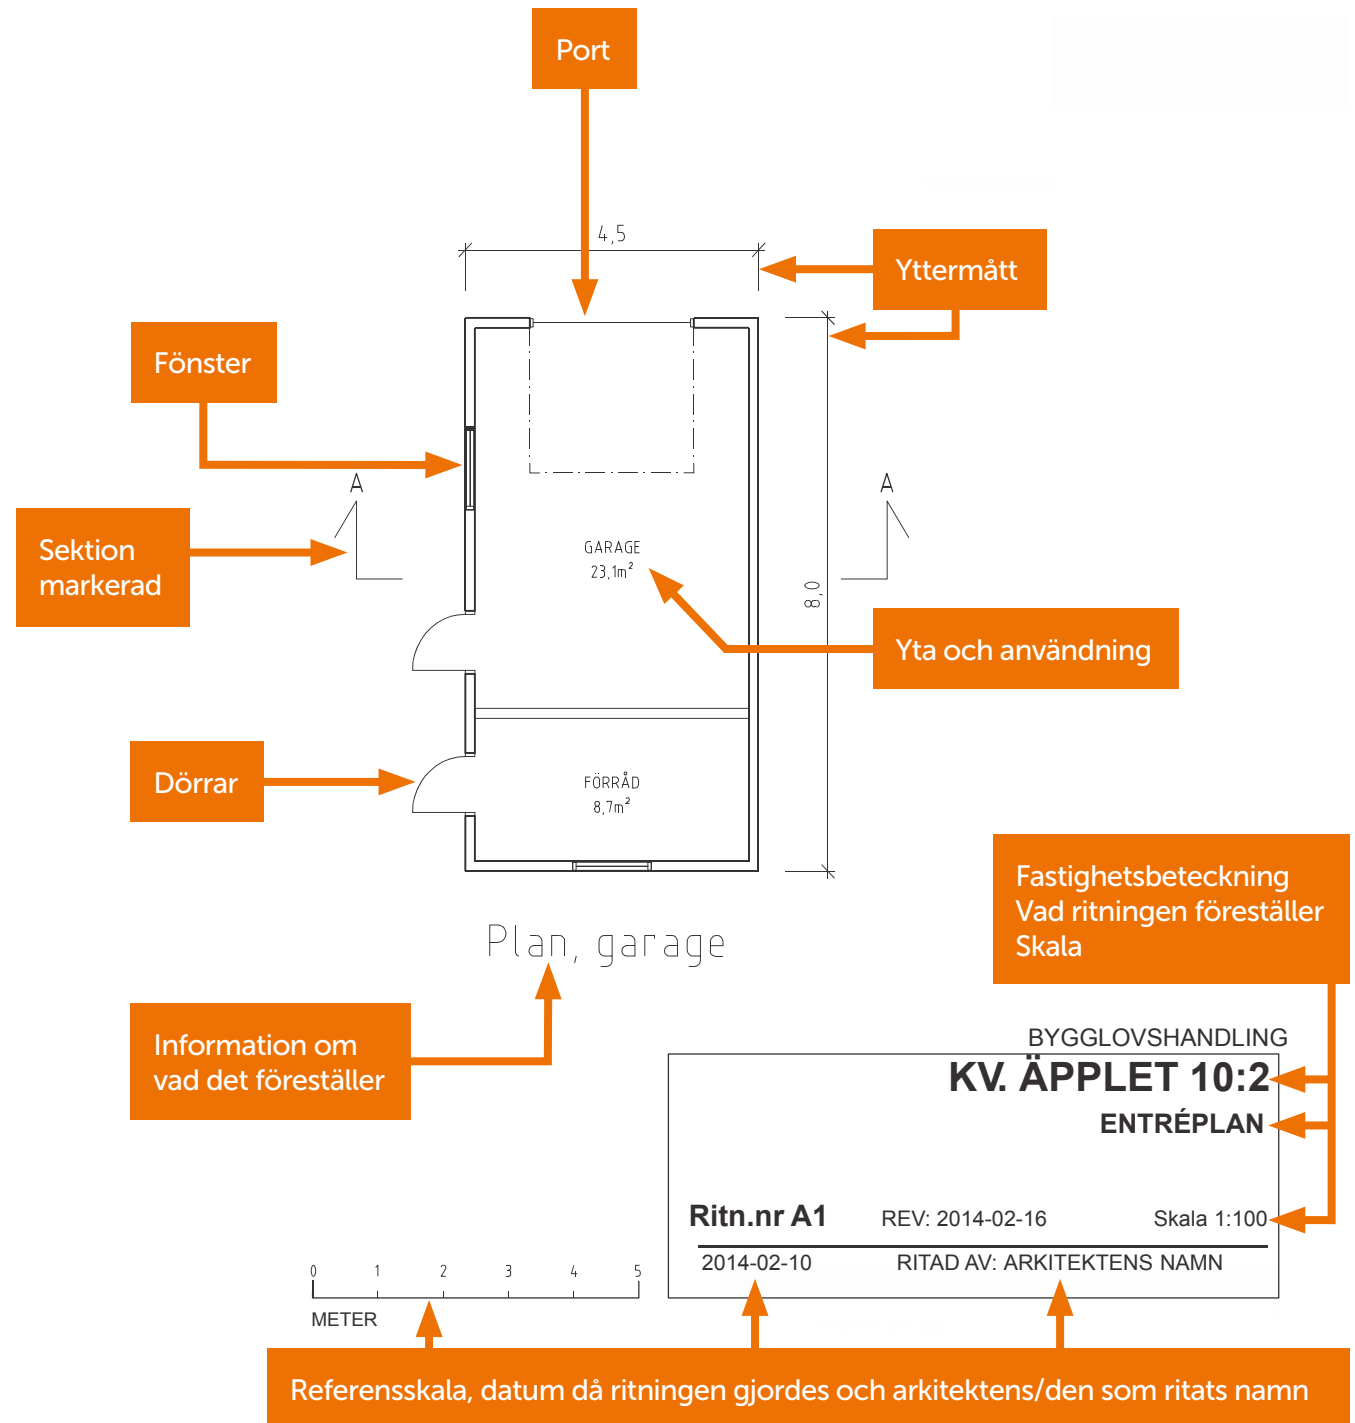 Port
4,5
Yttermått
Fönster
A
A
Sektion
markerad
GARAGE
23,1m²
8,0
Yta och användning
Dörrar
FÖRRÅD
8,7m²
Fastighetsbeteckning
Vad ritningen föreställer
Skala
Plan, garage
Information om
vad det föreställer
BYGGLOVSHANDLING
KV. ÄPPLET 10:2
ENTRÉPLAN
Ritn.nr A1 REV: 2014-02-16 Skala 1:100
2014-02-10 RITAD AV: ARKITEKTENS NAMN
0 1 2 3 4 5
METER
Referensskala, datum då ritningen gjordes och arkitektens/den som ritats namn